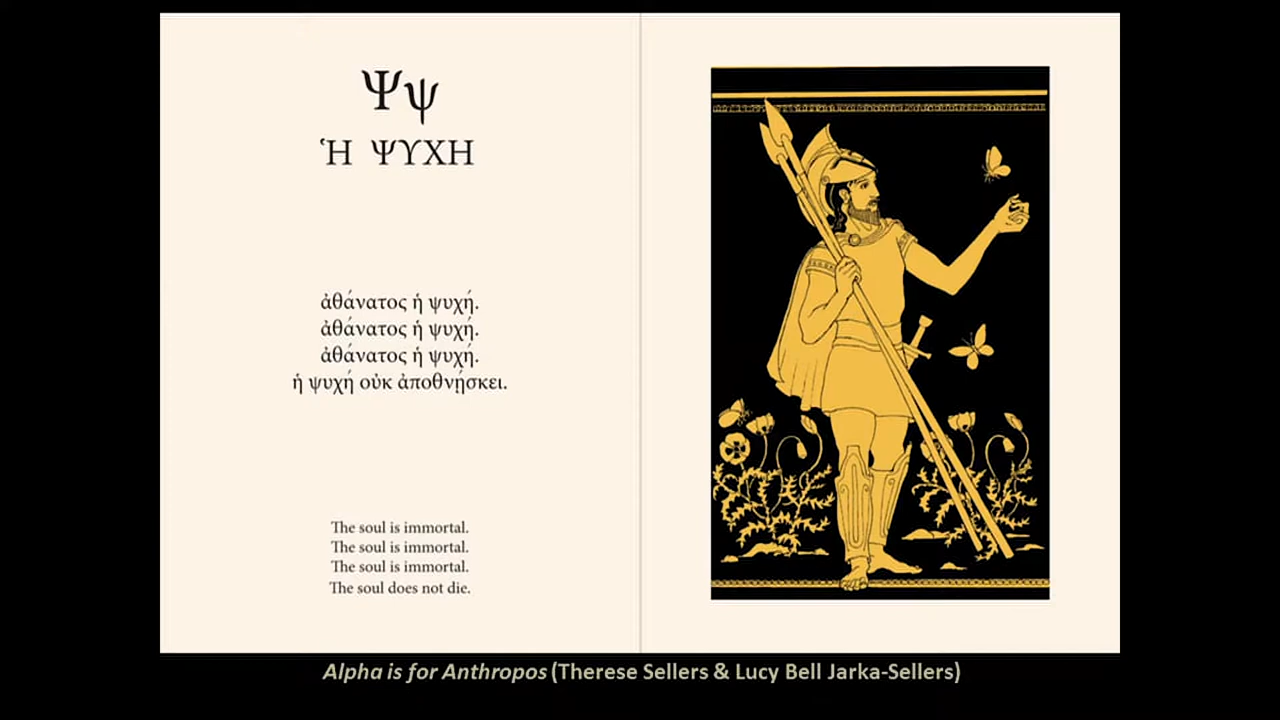 Ψψ
Ἡ ΨΥΧΗ
ἀθάνατος ἡ ψυχή.
ἀθάνατος ἡ ψυχή.
ἀθάνατος ἡ ψυχή.
ἡ ψυχή οὐκ ἀποθνῄσκει.
The soul is immortal.
The soul is immortal.
The soul is immortal.
The soul does not die.
Alpha is for Anthropos (Therese Sellers & Lucy Bell Jarka-Sellers)